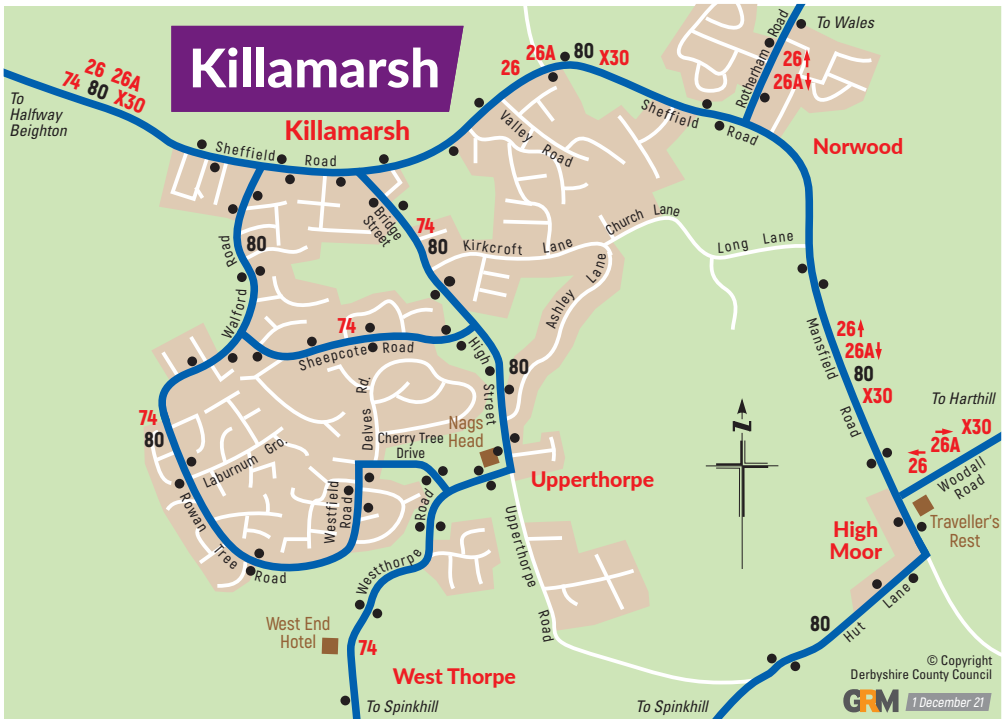 Killamarsh
To Wales
26 26A
74 80 X30
To
Halfway
Beighton
Killamarsh
26 26A 80 X30
Rotherham Road
26↑
26A↓
Sheffield Road
Norwood
Sheffield Road
Valley Road
Bridge Street
74
80
Kirkcroft Lane
Church Lane
Long Lane
Ashley Lane
80
Walford Road
74
Sheepcote Road
High Street
80
Mansfield Road
26↑
26A↓
80
X30
To Harthill
→ X30
← 26A
26
Woodall
Road
Traveller's
Rest
High
Moor
74
80
Laburnum Gro.
Delves Rd.
Cherry Tree
Drive
Nags
Head
Upperthorpe
N
Rowan Tree Road
Westfield
Road
Westthorpe Road
Upperthorpe Road
West End
Hotel
74
West Thorpe
To Spinkhill
80
Hut Lane
To Spinkhill
© Copyright
Derbyshire County Council
GRM 1 December 21